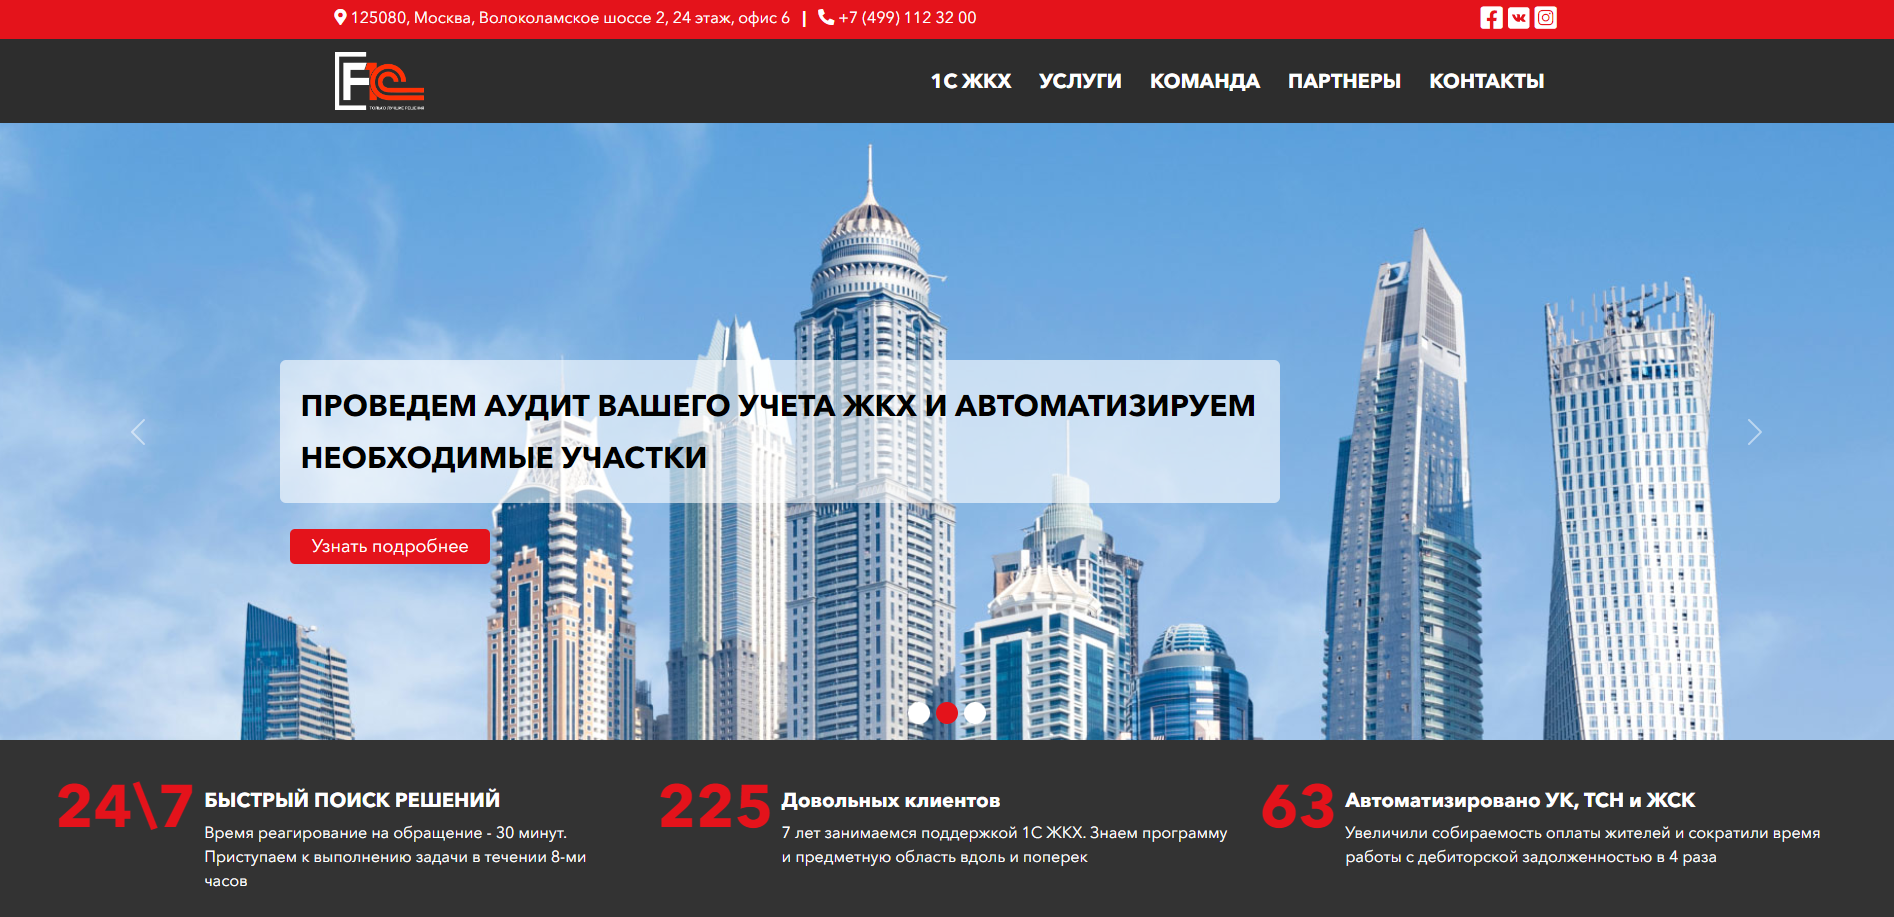 125080, Москва, Волоколамское шоссе 2, 24 этаж, офис 6 | +7 (499) 112 32 00
F1C
ТОЛЬКО ЛУЧШИЕ РЕШЕНИЯ
1С ЖКХ УСЛУГИ КОМАНДА ПАРТНЕРЫ КОНТАКТЫ
ПРОВЕДЕМ АУДИТ ВАШЕГО УЧЕТА ЖКХ И АВТОМАТИЗИРУЕМ
НЕОБХОДИМЫЕ УЧАСТКИ
Узнать подробнее
24\7
БЫСТРЫЙ ПОИСК РЕШЕНИЙ
Время реагирование на обращение - 30 минут.
Приступаем к выполнению задачи в течении 8-ми
часов
225
Довольных клиентов
7 лет занимаемся поддержкой 1С ЖКХ. Знаем программу
и предметную область вдоль и поперек
63
Автоматизировано УК, ТСН и ЖСК
Увеличили собираемость оплаты жителей и сократили время
работы с дебиторской задолженностью в 4 раза